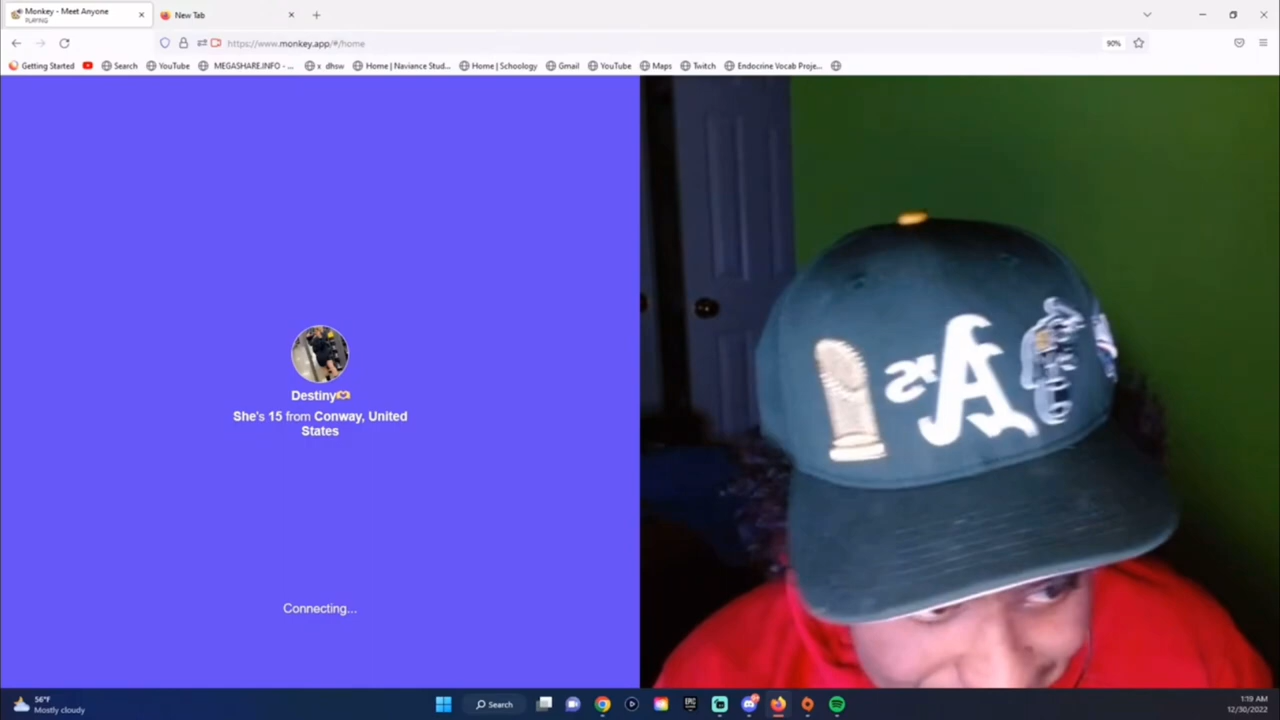 Monkey - Meet Anyone
PLAYING
New Tab
https://www.monkey.app/#/home
90%
Getting Started
Search
YouTube
MEGASHARE.INFO - ...
x dhsw
Home | Naviance Stud...
Home | Schoology
Gmail
YouTube
Maps
Twitch
Endocrine Vocab Proje...
A's
Destiny🫶
She's 15 from Conway, United
States
Connecting...
56°F
Mostly cloudy
Search
EPIC
1:19 AM
12/30/2022